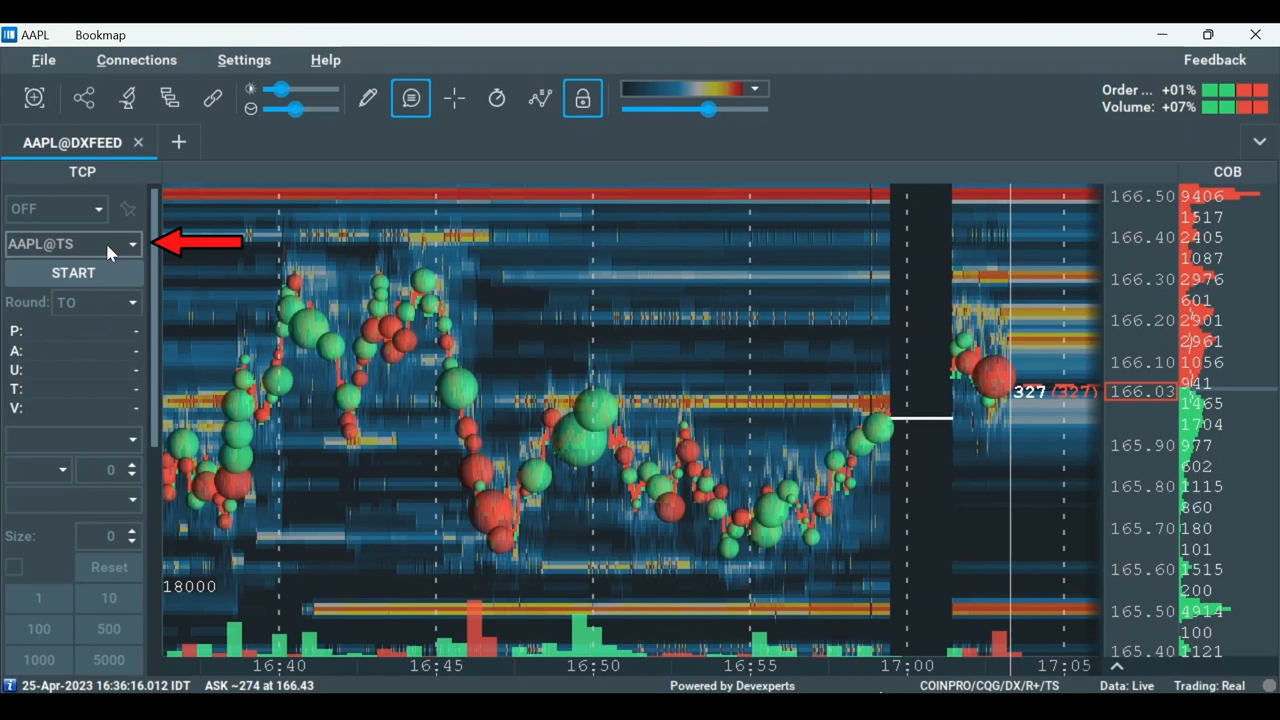 AAPL Bookmap
File Connections Settings Help Feedback
Order ... +01%
Volume: +07%
AAPL@DXFEED
TCP COB
OFF
AAPL@TS
START
Round: TO
P: -
A: -
U: -
T: -
V: -
0
Size: 0
Reset
1 10
100 500
1000 5000
18000
327 (327)
166.50 9406
1517
166.40 2405
1087
166.30 2976
601
166.20 2901
2961
166.10 1056
941
166.03
1465
1704
165.90 977
602
165.80 1115
860
165.70 180
101
165.60 1515
200
165.50 4914
100
165.40 1121
16:40 16:45 16:50 16:55 17:00 17:05
25-Apr-2023 16:36:16.012 IDT ASK ~274 at 166.43 Powered by Devexperts COINPRO/CQG/DX/R+/TS Data: Live Trading: Real